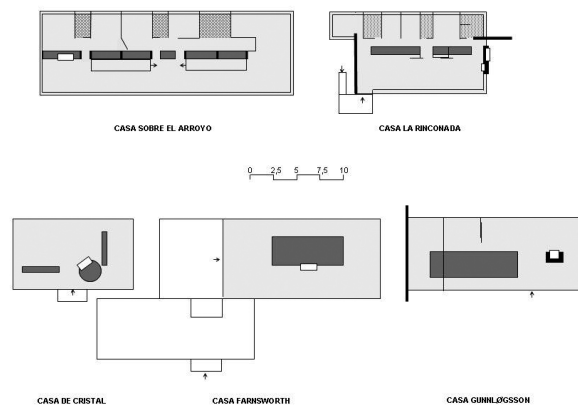 CASA SOBRE EL ARROYO
CASA LA RINCONADA
0 2,5 5 7,5 10
CASA DE CRISTAL
CASA FARNSWORTH
CASA GUNNLØGSSON